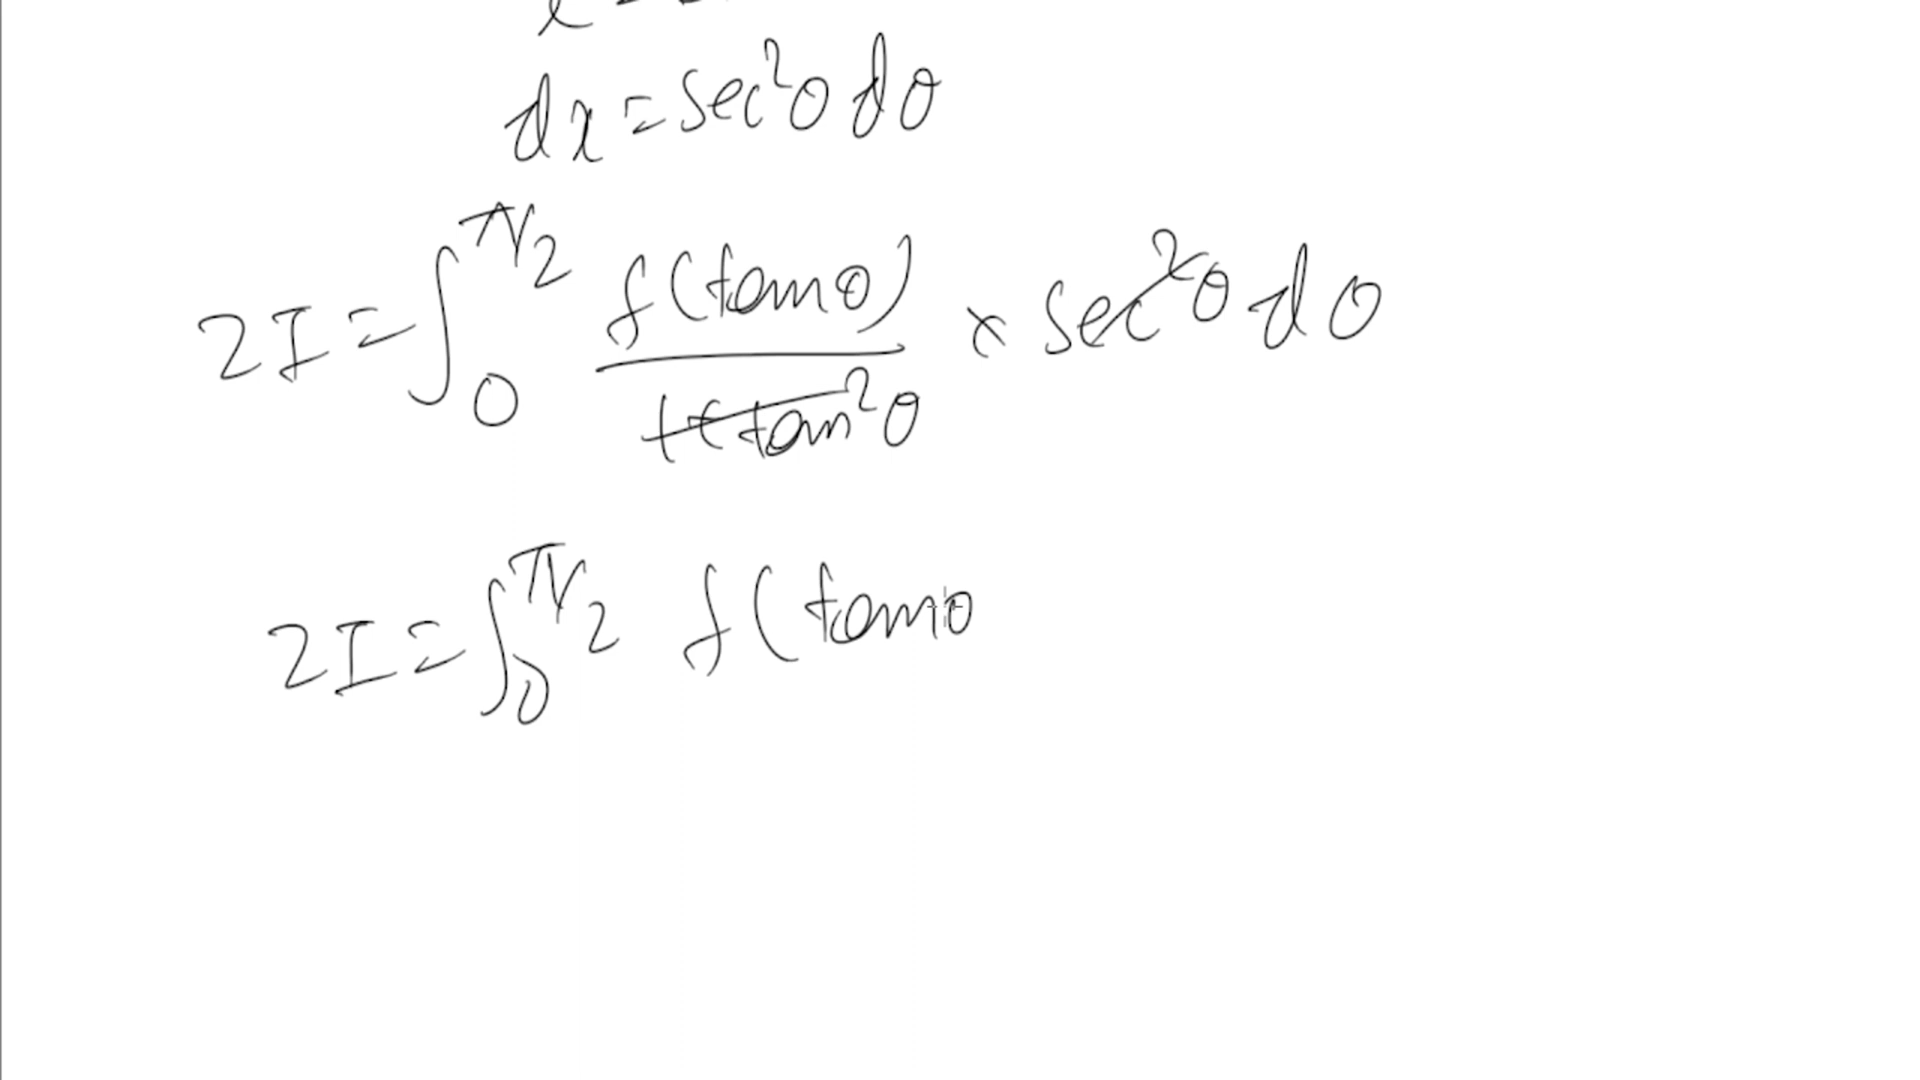 dx = sec²θ dθ
2I = ∫₀^{π/2} f(tanθ) / 1+tan²θ × sec²θ dθ
2I = ∫₀^{π/2} f(tanθ